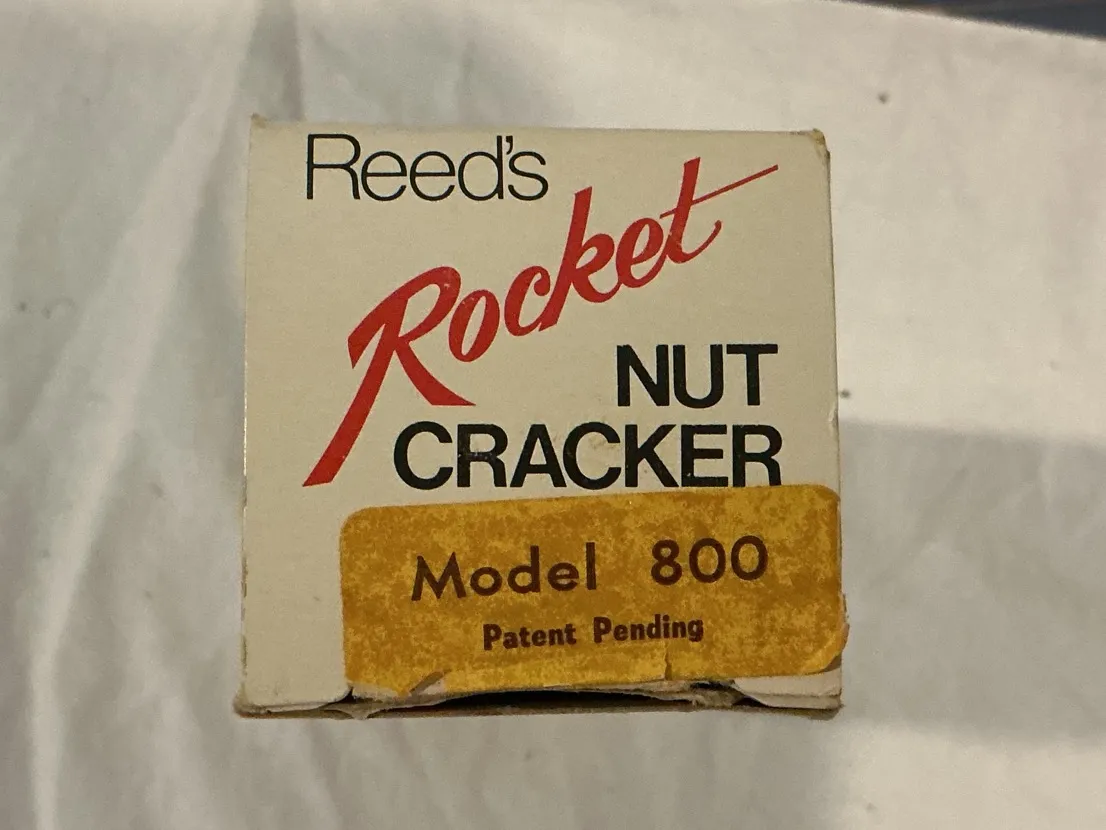 Reed's
Rocket
NUT
CRACKER
Model 800
Patent Pending